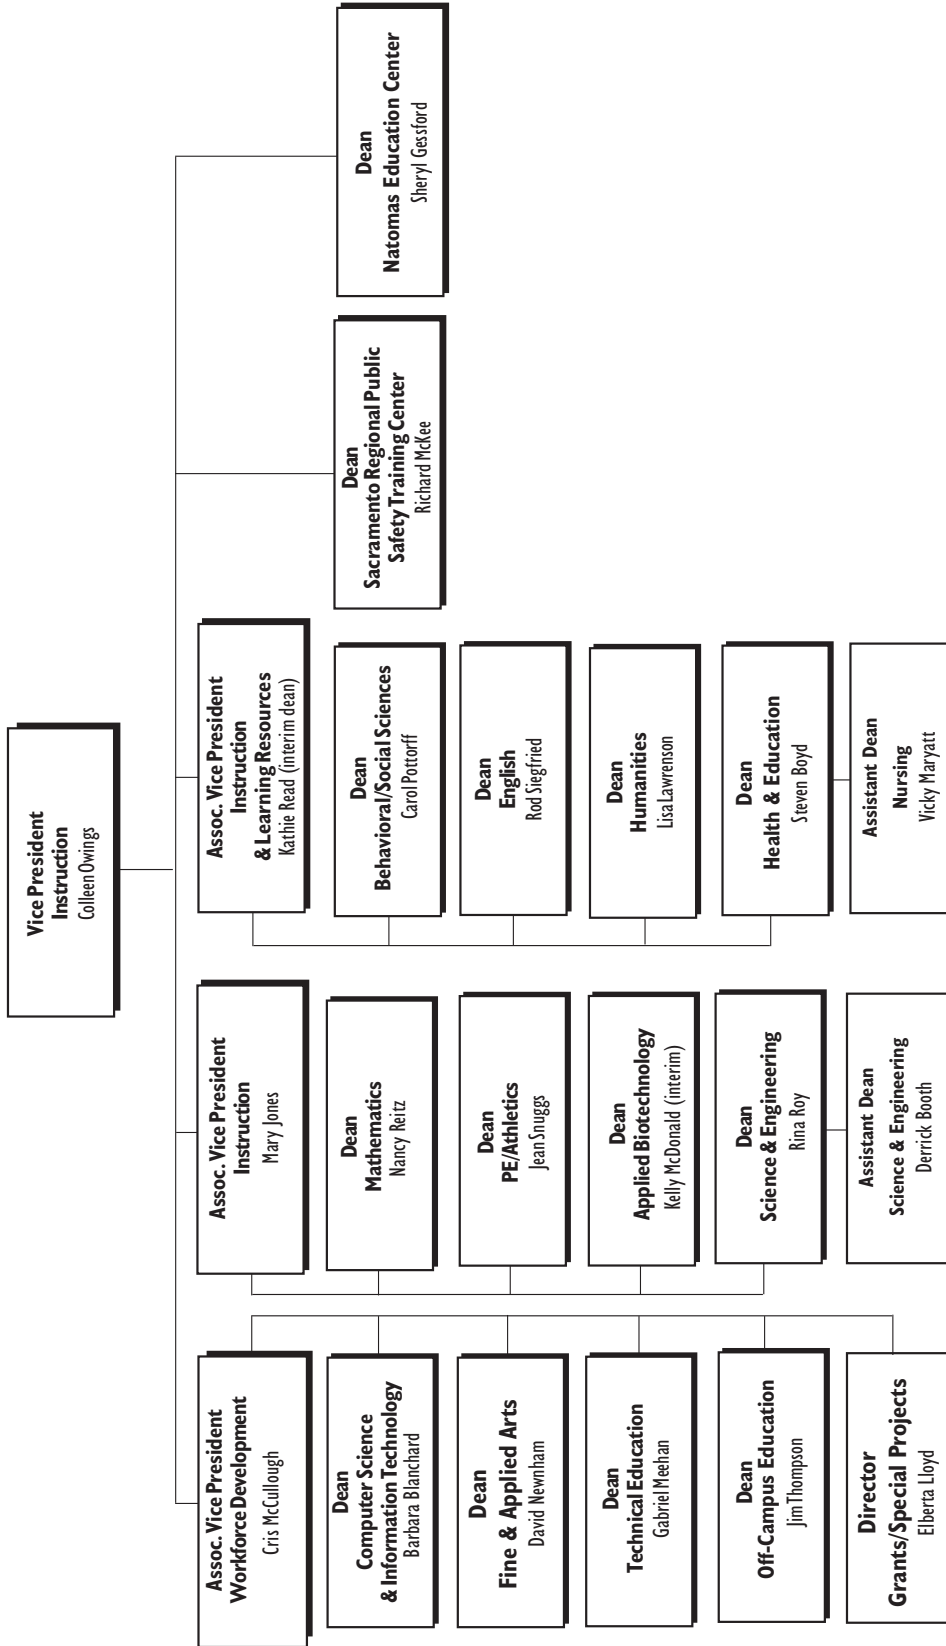 Vice President
Instruction
Colleen Owings
Assoc. Vice President
Workforce Development
Cris McCullough
Dean
Computer Science
& Information Technology
Barbara Blanchard
Dean
Fine & Applied Arts
David Newnham
Dean
Technical Education
Gabriel Meehan
Dean
Off-Campus Education
Jim Thompson
Director
Grants/Special Projects
Elberta Lloyd
Assoc. Vice President
Instruction
Mary Jones
Dean
Mathematics
Nancy Reitz
Dean
PE/Athletics
Jean Snuggs
Dean
Applied Biotechnology
Kelly McDonald (interim)
Dean
Science & Engineering
Rina Roy
Assistant Dean
Science & Engineering
Derrick Booth
Assoc. Vice President
Instruction
& Learning Resources
Kathie Read (interim dean)
Dean
Behavioral/Social Sciences
Carol Pottorff
Dean
English
Rod Siegfried
Dean
Humanities
Lisa Lawrenson
Dean
Health & Education
Steven Boyd
Assistant Dean
Nursing
Vicky Maryatt
Dean
Sacramento Regional Public
Safety Training Center
Richard McKee
Dean
Natomas Education Center
Sheryl Gessford